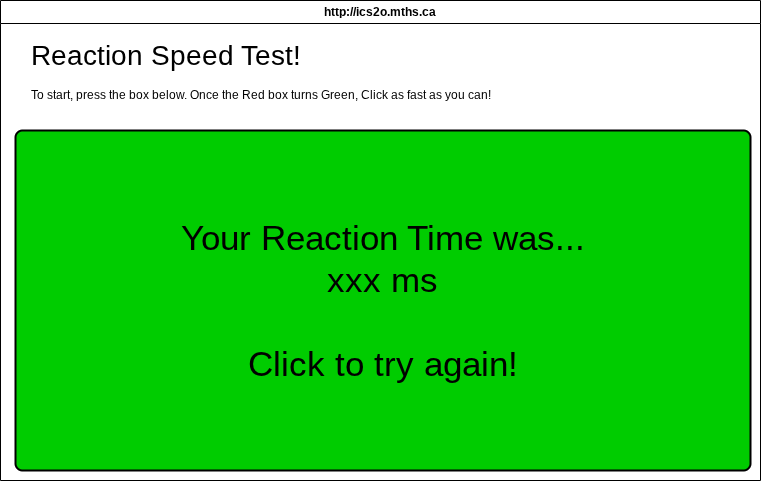 http://ics2o.mths.ca
Reaction Speed Test!
To start, press the box below. Once the Red box turns Green, Click as fast as you can!
Your Reaction Time was...
xxx ms
Click to try again!